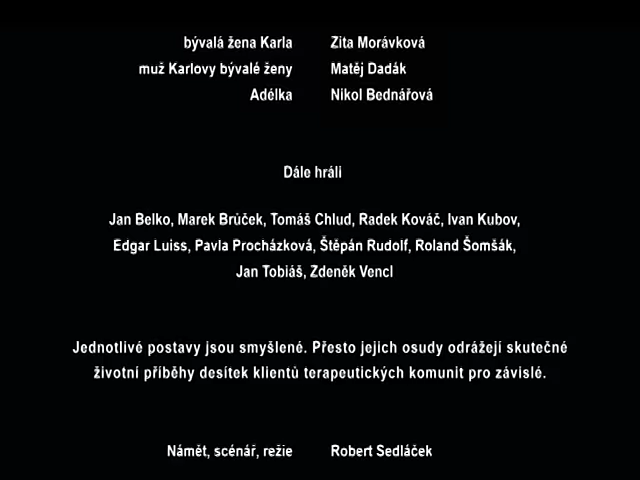 bývalá žena Karla Zita Morávková
muž Karlovy bývalé ženy Matěj Dadák
Adélka Nikol Bednářová
Dále hráli
Jan Belko, Marek Brůček, Tomáš Chlud, Radek Kováč, Ivan Kubov,
Edgar Luiss, Pavla Procházková, Štěpán Rudolf, Roland Šomšák,
Jan Tobiáš, Zdeněk Vencl
Jednotlivé postavy jsou smyšlené. Přesto jejich osudy odrážejí skutečné
životní příběhy desítek klientů terapeutických komunit pro závislé.
Námět, scénář, režie Robert Sedláček